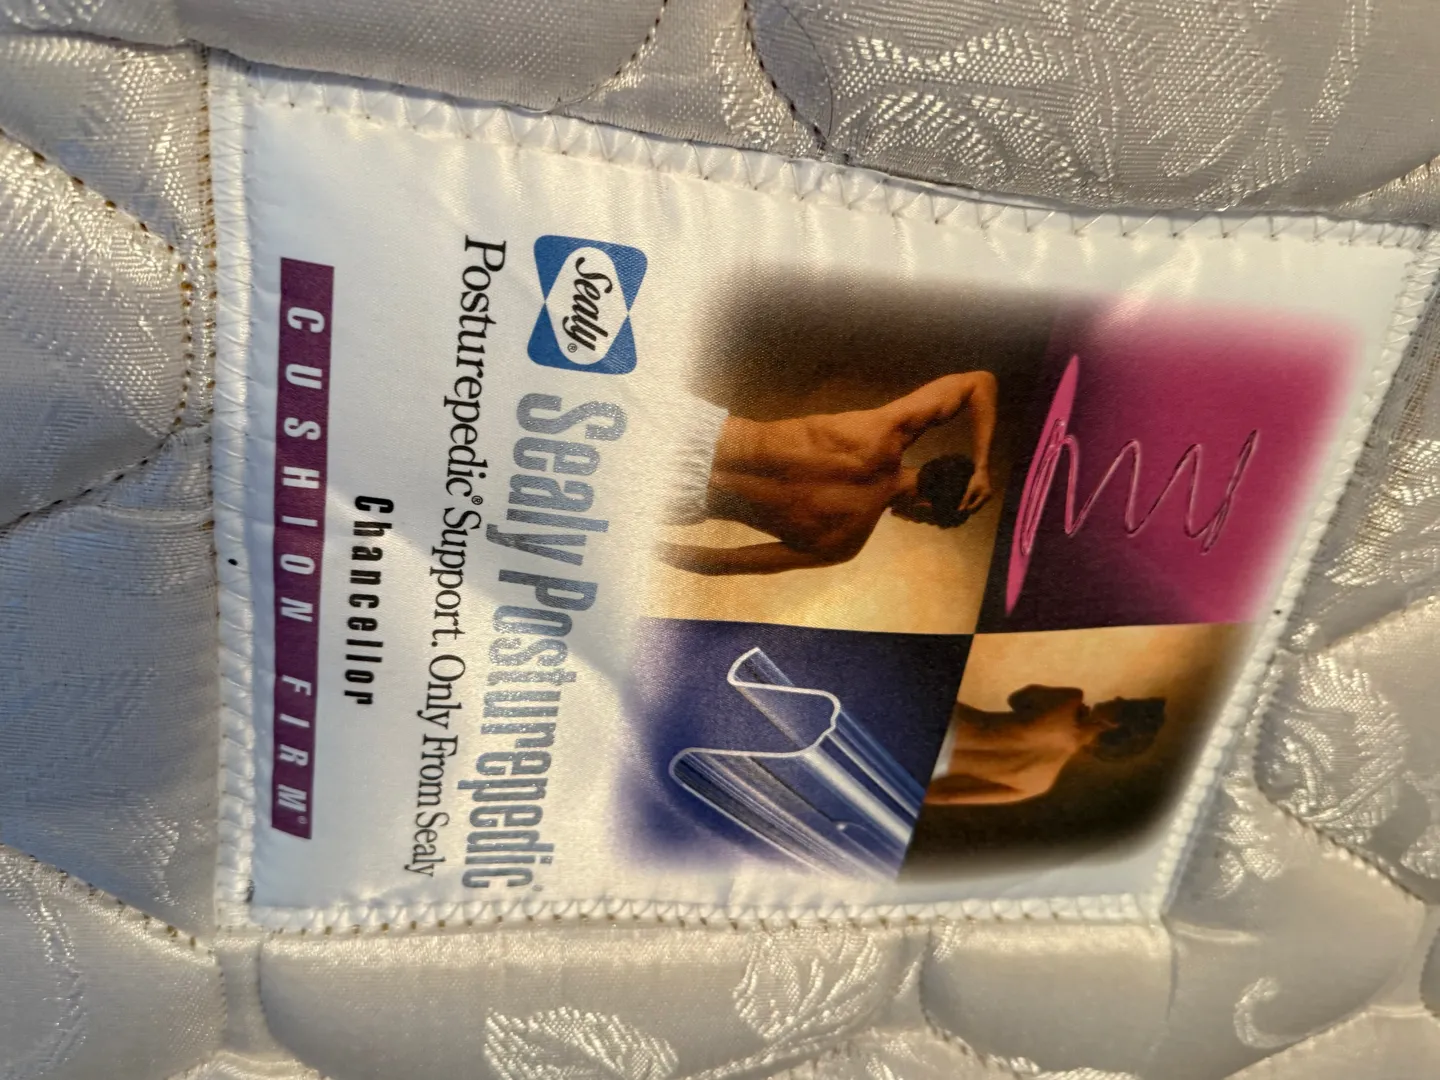 Sealy®
Sealy Posturepedic®
Posturepedic® Support. Only From Sealy
Chancellor
CUSHION FIRM®